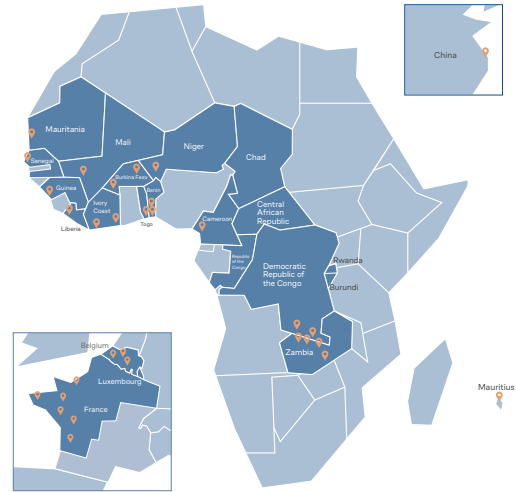 China
Mauritania
Mali
Niger
Chad
Senegal
Burkina Faso
Guinea
Benin
Ivory
Coast
Liberia
Togo
Cameroon
Central
African
Republic
Republic
of the
Congo
Democratic
Republic of
the Congo
Rwanda
Burundi
Zambia
Belgium
Luxembourg
France
Mauritius